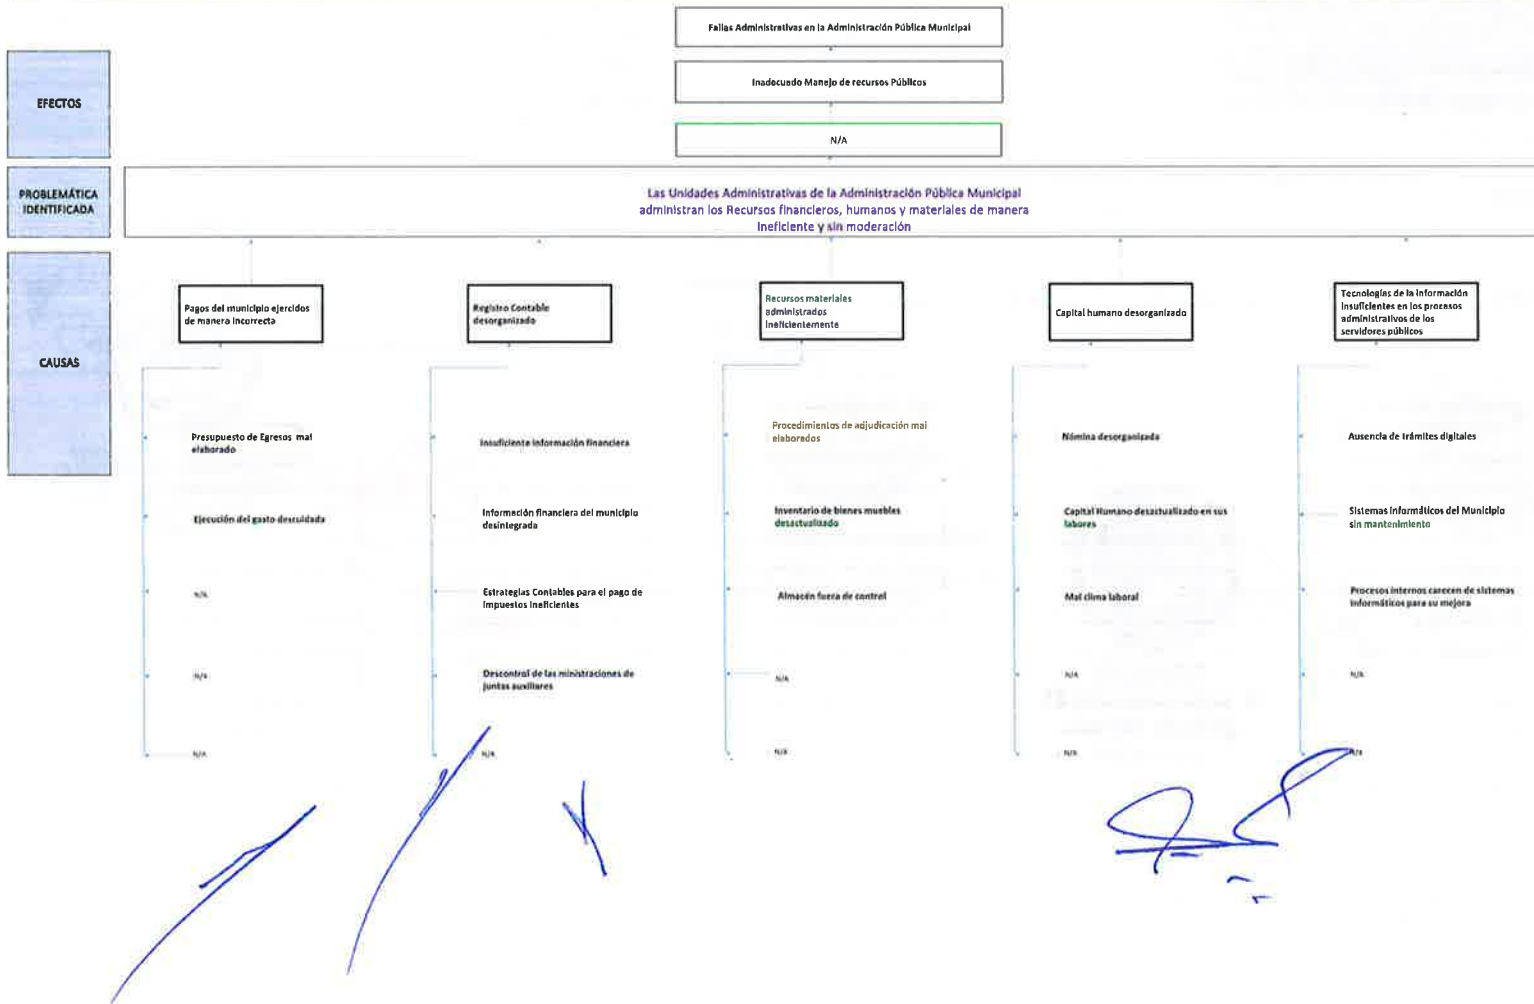 Fallas Administrativas en la Administración Pública Municipal
Inadecuado Manejo de recursos Públicos
N/A
EFECTOS
PROBLEMÁTICA
IDENTIFICADA
Las Unidades Administrativas de la Administración Pública Municipal
administran los Recursos financieros, humanos y materiales de manera
Ineficiente y sin moderación
CAUSAS
Pagos del municipio ejercidos
de manera Incorrecta
Presupuesto de Egresos mal
elaborado
Ejecución del gasto descuidada
N/A
N/A
N/A
Registro Contable
desorganizado
Insuficiente información financiera
Información financiera del municipio
desintegrada
Estrategias Contables para el pago de
impuestos ineficientes
Descontrol de las ministraciones de
juntas auxiliares
N/A
Recursos materiales
administrados
ineficientemente
Procedimientos de adjudicación mal
elaborados
Inventario de bienes muebles
desactualizado
Almacén fuera de control
N/A
N/A
Capital humano desorganizado
Nómina desorganizada
Capital Humano desactualizado en sus
labores
Mal clima laboral
N/A
N/A
Tecnologías de la información
insuficientes en los procesos
administrativos de los
servidores públicos
Ausencia de trámites digitales
Sistemas informáticos del Municipio
sin mantenimiento
Procesos internos carecen de sistemas
informáticos para su mejora
N/A
N/A